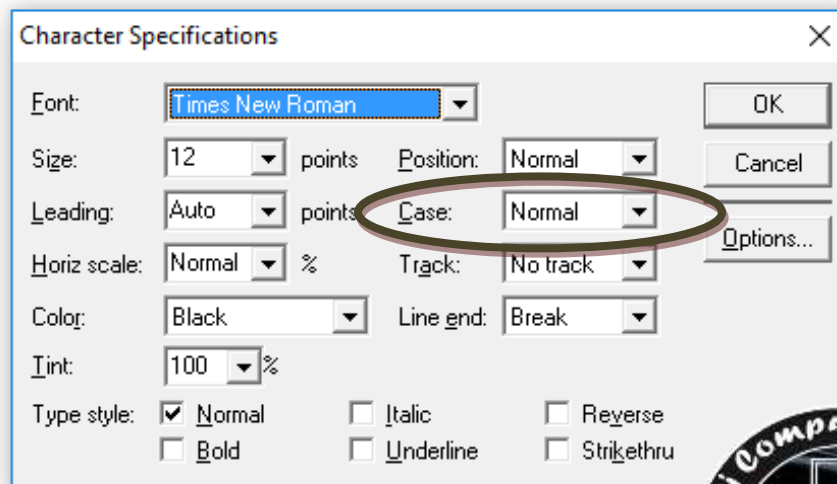 Character Specifications
Font: Times New Roman OK
Size: 12 points Position: Normal Cancel
Leading: Auto points Case: Normal
Options...
Horiz scale: Normal % Track: No track
Color: Black Line end: Break
Tint: 100 %
Type style: Normal Italic Reverse
Bold Underline Strikethru